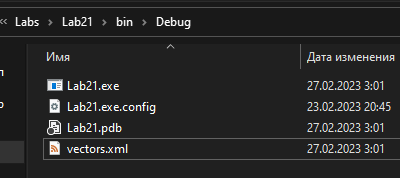 Labs > Lab21 > bin > Debug
Имя Дата изменения
Lab21.exe 27.02.2023 3:01
Lab21.exe.config 23.02.2023 20:45
Lab21.pdb 27.02.2023 3:01
vectors.xml 27.02.2023 3:01